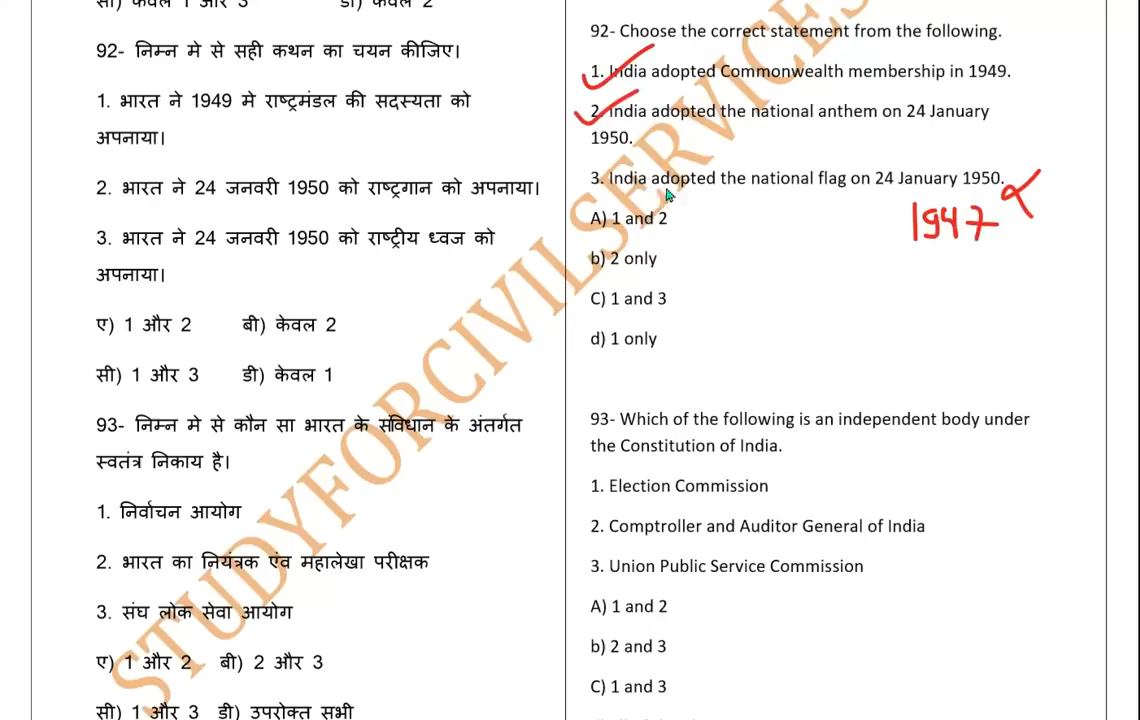 सी) केवल 1 और 3 डी) केवल 2
92- निम्न मे से सही कथन का चयन कीजिए।
1. भारत ने 1949 मे राष्ट्रमंडल की सदस्यता को
अपनाया।
2. भारत ने 24 जनवरी 1950 को राष्ट्रगान को अपनाया।
3. भारत ने 24 जनवरी 1950 को राष्ट्रीय ध्वज को
अपनाया।
ए) 1 और 2 बी) केवल 2
सी) 1 और 3 डी) केवल 1
93- निम्न मे से कौन सा भारत के संविधान के अंतर्गत
स्वतंत्र निकाय है।
1. निर्वाचन आयोग
2. भारत का नियंत्रक एंव महालेखा परीक्षक
3. संघ लोक सेवा आयोग
ए) 1 और 2 बी) 2 और 3
सी) 1 और 3 डी) उपरोक्त सभी
92- Choose the correct statement from the following.
1. India adopted Commonwealth membership in 1949.
2. India adopted the national anthem on 24 January
1950.
3. India adopted the national flag on 24 January 1950.
1947
A) 1 and 2
b) 2 only
C) 1 and 3
d) 1 only
93- Which of the following is an independent body under
the Constitution of India.
1. Election Commission
2. Comptroller and Auditor General of India
3. Union Public Service Commission
A) 1 and 2
b) 2 and 3
C) 1 and 3
STUDYFORCIVILSERVICES